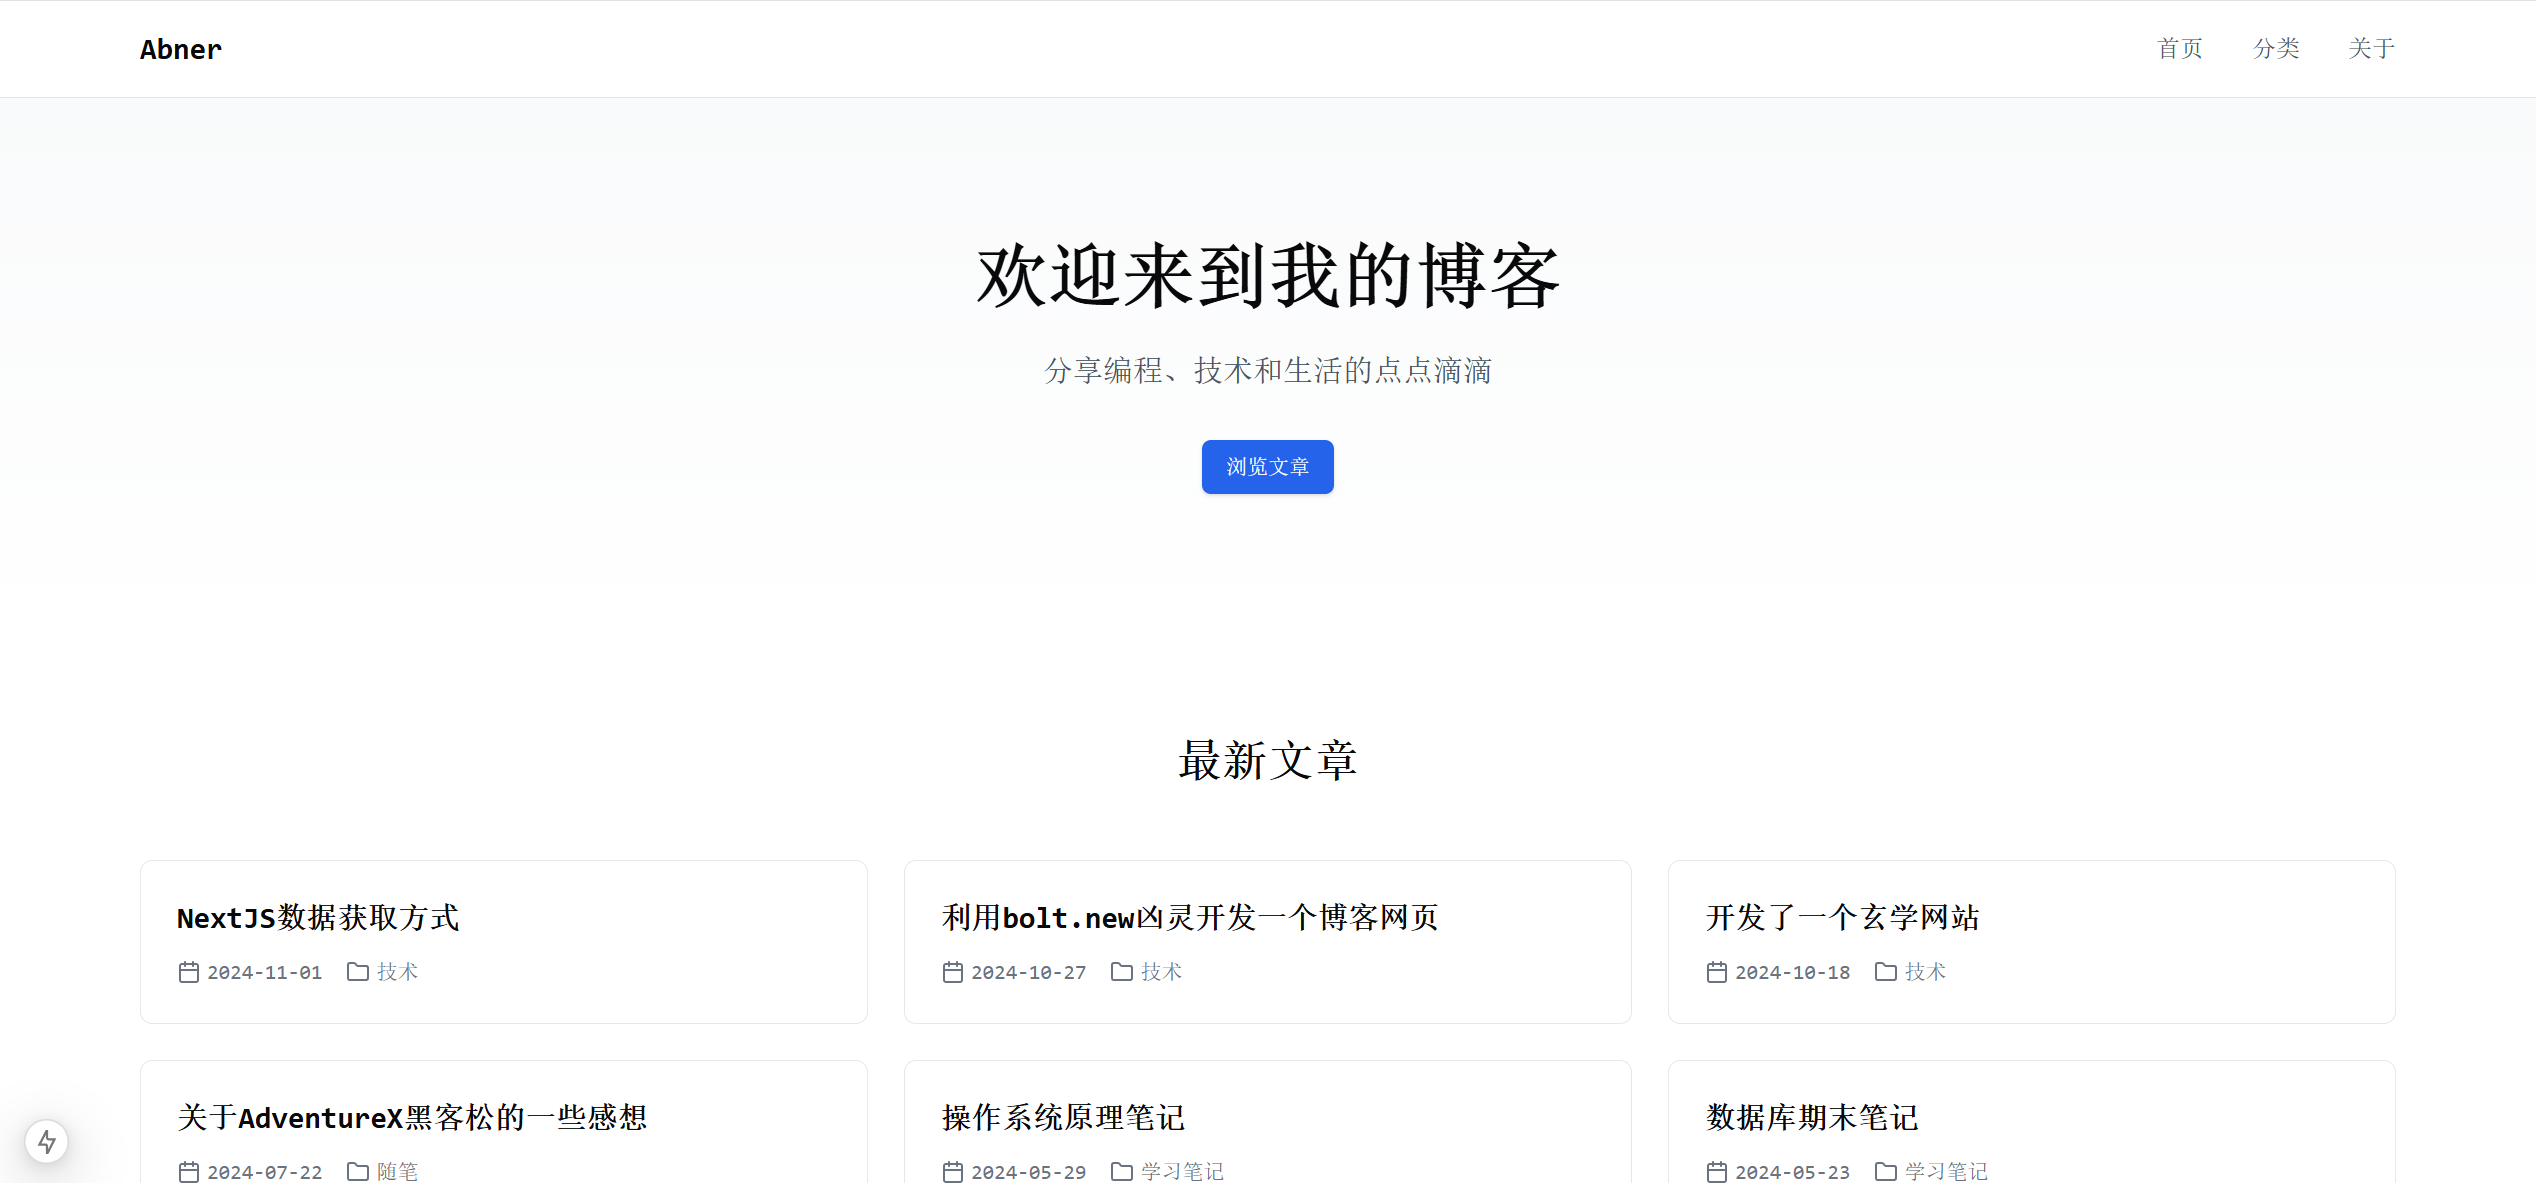 Abner
首页 分类 关于
欢迎来到我的博客
分享编程、技术和生活的点点滴滴
浏览文章
最新文章
NextJS数据获取方式
2024-11-01 技术
利用bolt.new凶灵开发一个博客网页
2024-10-27 技术
开发了一个玄学网站
2024-10-18 技术
关于AdventureX黑客松的一些感想
2024-07-22 随笔
操作系统原理笔记
2024-05-29 学习笔记
数据库期末笔记
2024-05-23 学习笔记